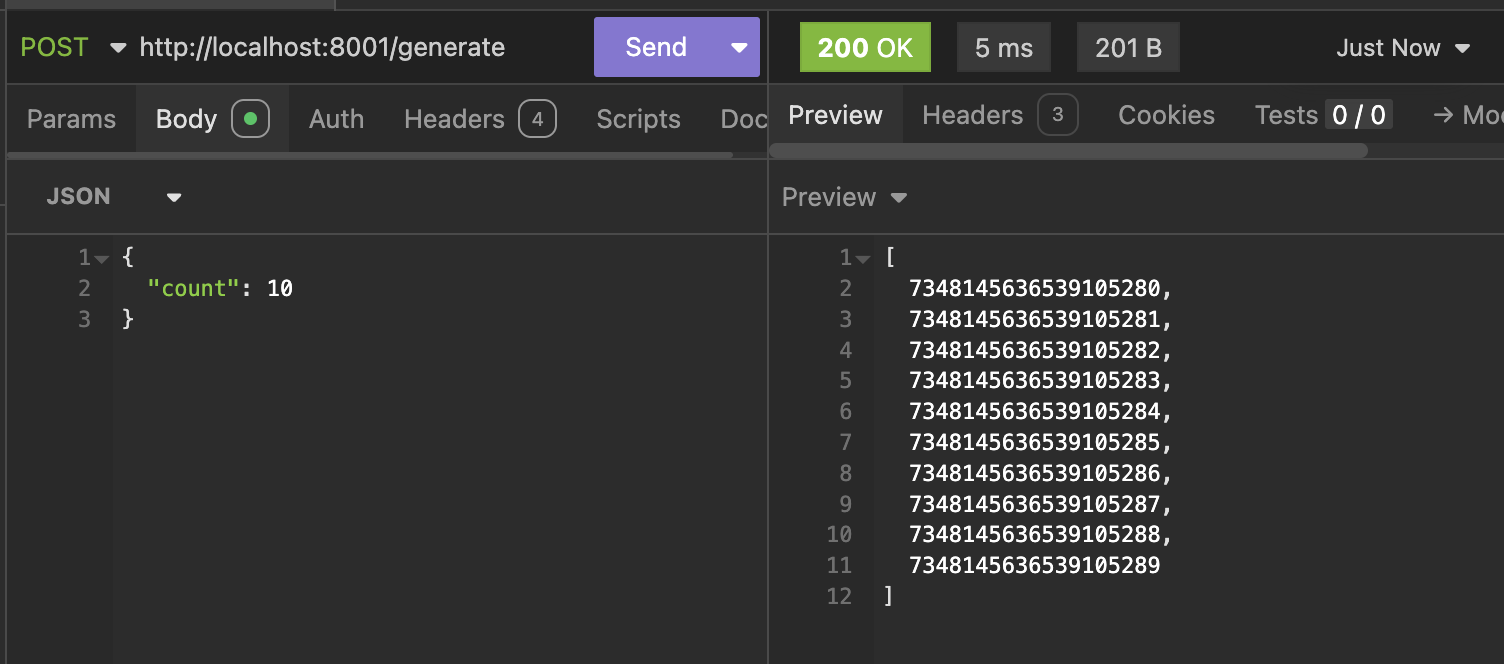 POST http://localhost:8001/generate Send
200 OK 5 ms 201 B Just Now
Params Body Auth Headers 4 Scripts Doc
Preview Headers 3 Cookies Tests 0 / 0 → Mo
JSON
Preview
1 {
2 "count": 10
3 }
1 [
2 7348145636539105280,
3 7348145636539105281,
4 7348145636539105282,
5 7348145636539105283,
6 7348145636539105284,
7 7348145636539105285,
8 7348145636539105286,
9 7348145636539105287,
10 7348145636539105288,
11 7348145636539105289
12 ]